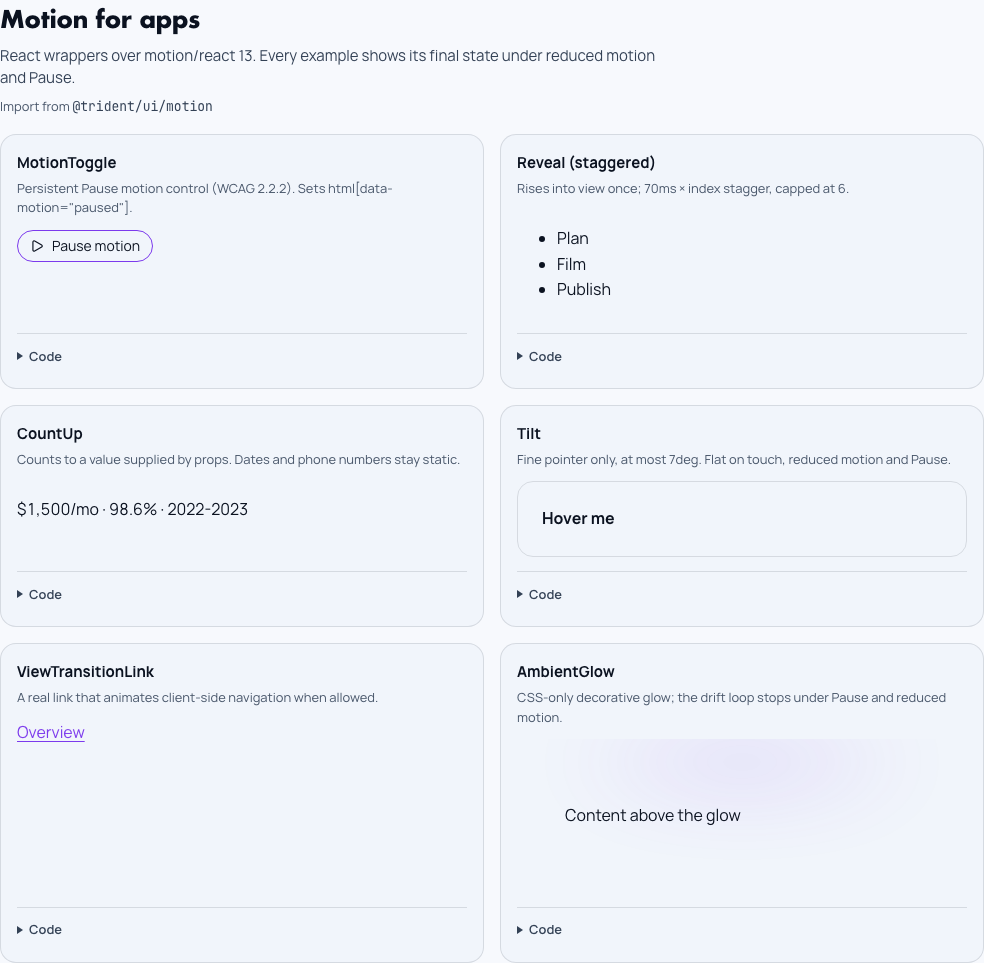 Motion for apps
React wrappers over motion/react 13. Every example shows its final state under reduced motion
and Pause.
Import from @trident/ui/motion
MotionToggle
Persistent Pause motion control (WCAG 2.2.2). Sets html[data-
motion="paused"].
Pause motion
Code
Reveal (staggered)
Rises into view once; 70ms × index stagger, capped at 6.
Plan
Film
Publish
Code
CountUp
Counts to a value supplied by props. Dates and phone numbers stay static.
$1,500/mo · 98.6% · 2022-2023
Code
Tilt
Fine pointer only, at most 7deg. Flat on touch, reduced motion and Pause.
Hover me
Code
ViewTransitionLink
A real link that animates client-side navigation when allowed.
Overview
Code
AmbientGlow
CSS-only decorative glow; the drift loop stops under Pause and reduced
motion.
Content above the glow
Code